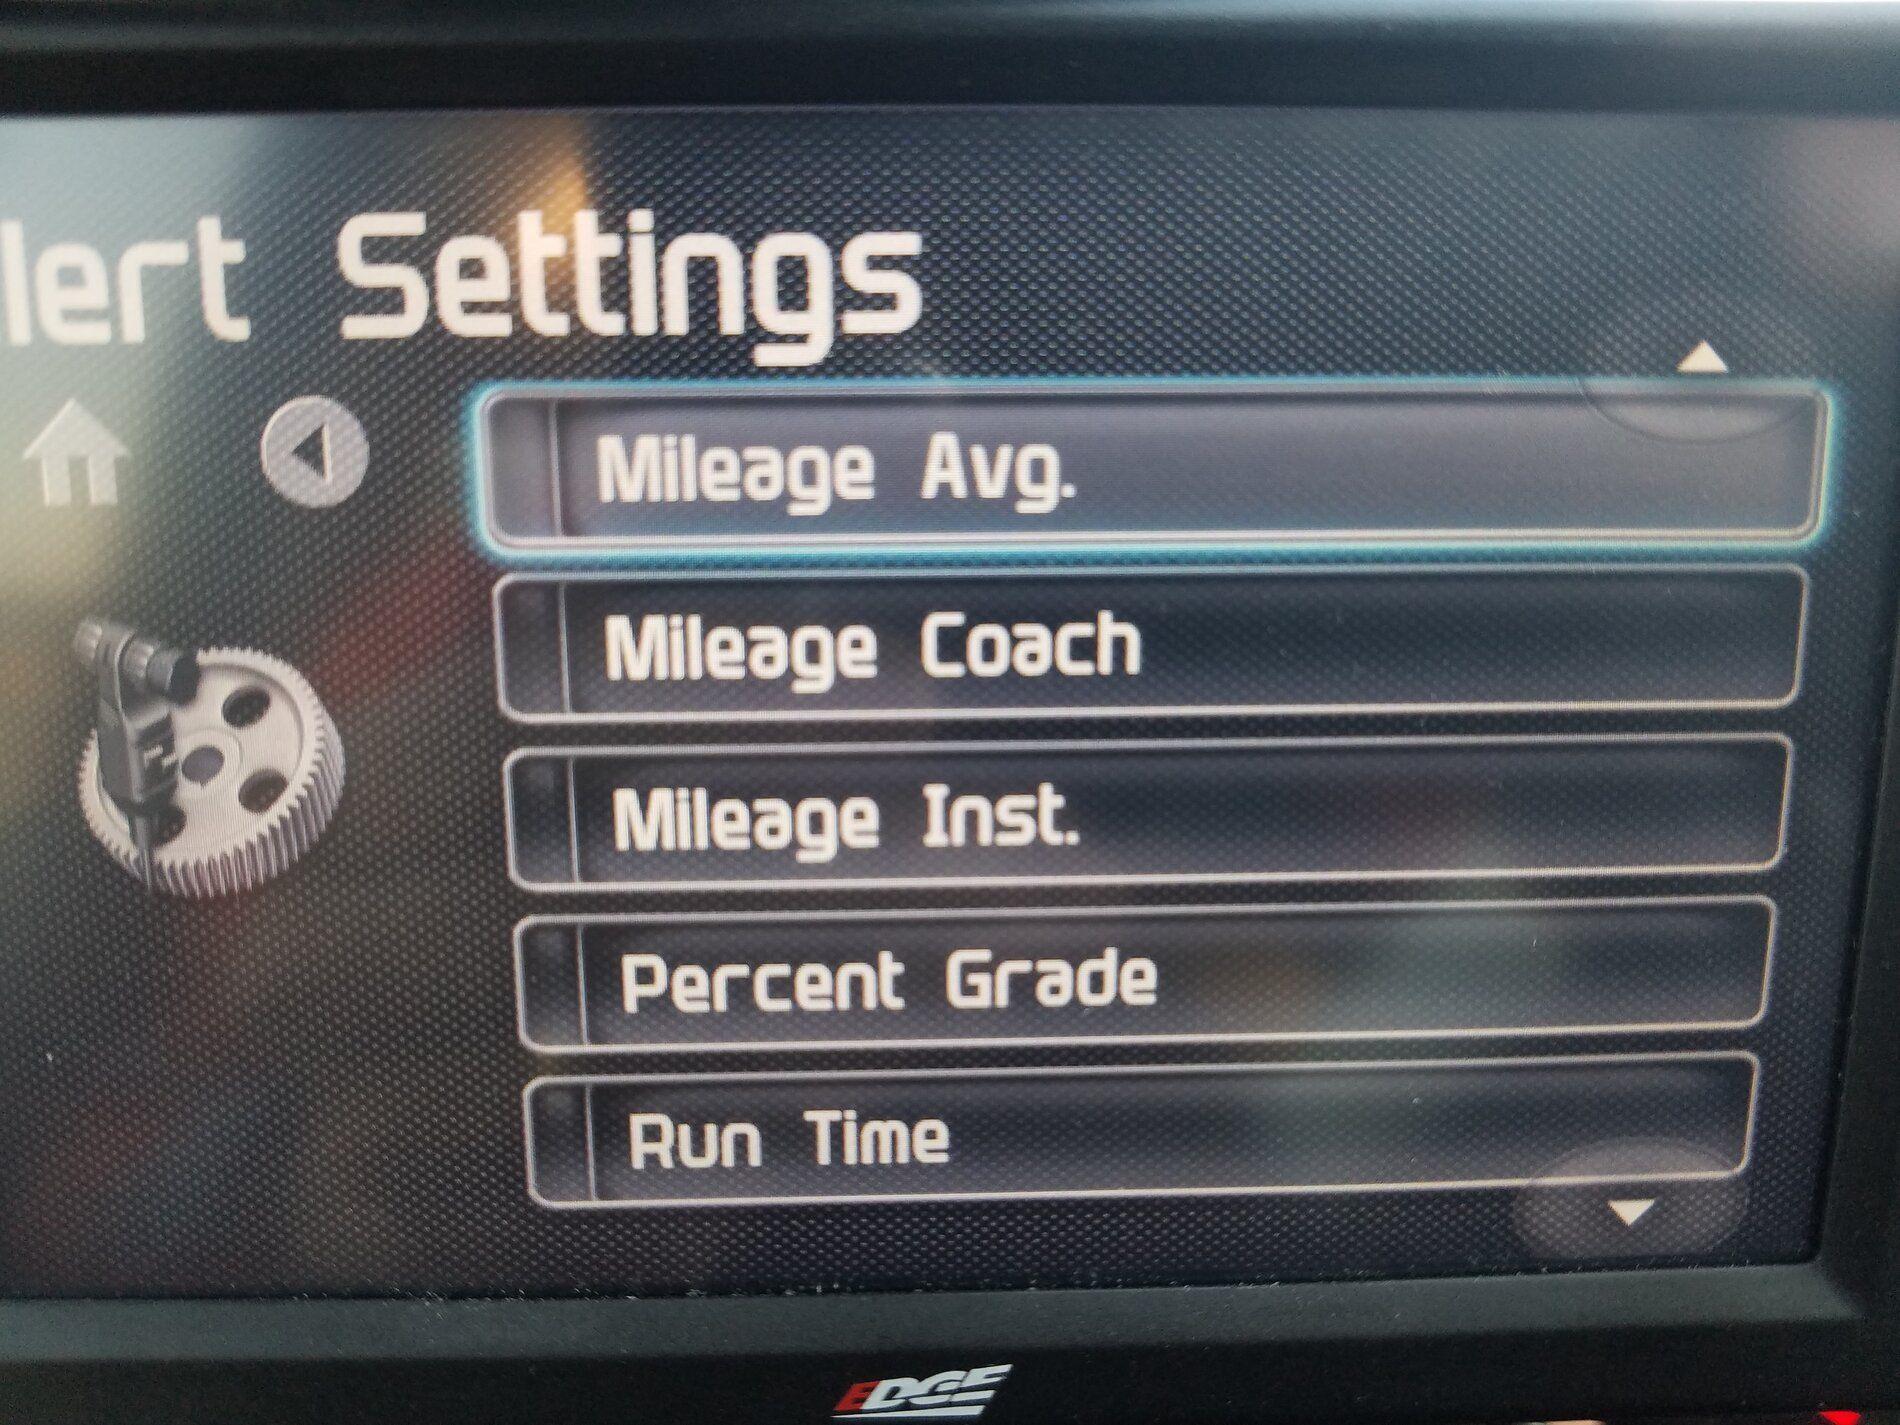 lert Settings
Mileage Avg.
Mileage Coach
Mileage Inst.
Percent Grade
Run Time
EDGE